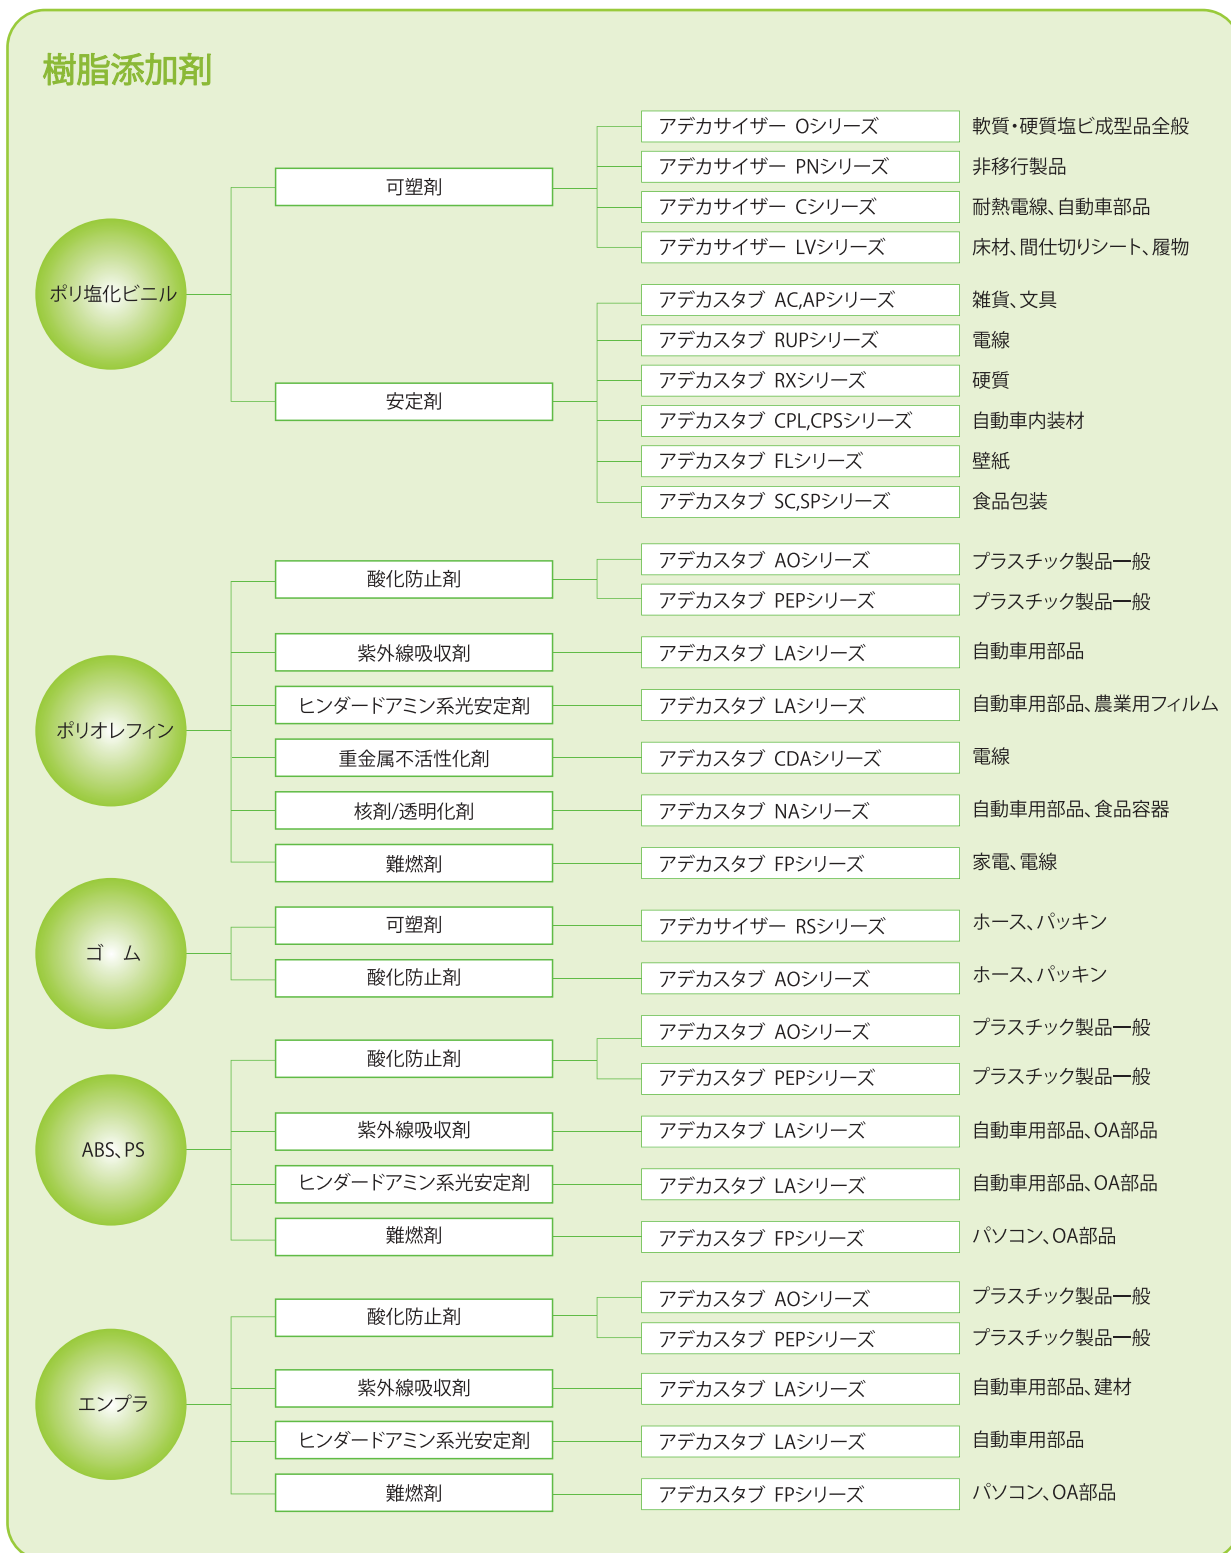 樹脂添加剤
ポリ塩化ビニル
可塑剤
アデカサイザー Oシリーズ 軟質・硬質塩ビ成型品全般
アデカサイザー PNシリーズ 非移行製品
アデカサイザー Cシリーズ 耐熱電線、自動車部品
アデカサイザー LVシリーズ 床材、間仕切りシート、履物
安定剤
アデカスタブ AC,APシリーズ 雑貨、文具
アデカスタブ RUPシリーズ 電線
アデカスタブ RXシリーズ 硬質
アデカスタブ CPL,CPSシリーズ 自動車内装材
アデカスタブ FLシリーズ 壁紙
アデカスタブ SC,SPシリーズ 食品包装
ポリオレフィン
酸化防止剤
アデカスタブ AOシリーズ プラスチック製品一般
アデカスタブ PEPシリーズ プラスチック製品一般
紫外線吸収剤 アデカスタブ LAシリーズ 自動車用部品
ヒンダードアミン系光安定剤 アデカスタブ LAシリーズ 自動車用部品、農業用フィルム
重金属不活性化剤 アデカスタブ CDAシリーズ 電線
核剤/透明化剤 アデカスタブ NAシリーズ 自動車用部品、食品容器
難燃剤 アデカスタブ FPシリーズ 家電、電線
ゴ ム
可塑剤 アデカサイザー RSシリーズ ホース、パッキン
酸化防止剤 アデカスタブ AOシリーズ ホース、パッキン
ABS、PS
酸化防止剤
アデカスタブ AOシリーズ プラスチック製品一般
アデカスタブ PEPシリーズ プラスチック製品一般
紫外線吸収剤 アデカスタブ LAシリーズ 自動車用部品、OA部品
ヒンダードアミン系光安定剤 アデカスタブ LAシリーズ 自動車用部品、OA部品
難燃剤 アデカスタブ FPシリーズ パソコン、OA部品
エンプラ
酸化防止剤
アデカスタブ AOシリーズ プラスチック製品一般
アデカスタブ PEPシリーズ プラスチック製品一般
紫外線吸収剤 アデカスタブ LAシリーズ 自動車用部品、建材
ヒンダードアミン系光安定剤 アデカスタブ LAシリーズ 自動車用部品
難燃剤 アデカスタブ FPシリーズ パソコン、OA部品